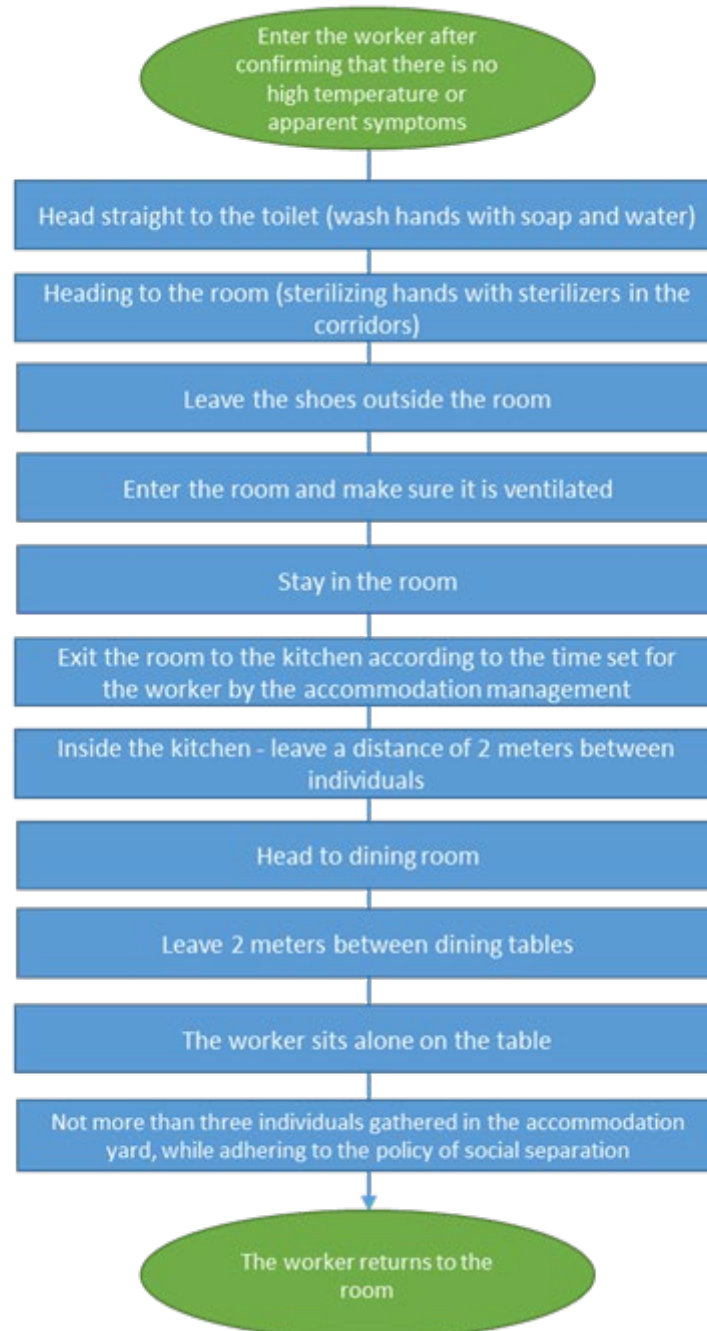 Enter the worker after
confirming that there is no
high temperature or
apparent symptoms
Head straight to the toilet (wash hands with soap and water)
Heading to the room (sterilizing hands with sterilizers in the
corridors)
Leave the shoes outside the room
Enter the room and make sure it is ventilated
Stay in the room
Exit the room to the kitchen according to the time set for
the worker by the accommodation management
Inside the kitchen - leave a distance of 2 meters between
individuals
Head to dining room
Leave 2 meters between dining tables
The worker sits alone on the table
Not more than three individuals gathered in the accommodation
yard, while adhering to the policy of social separation
The worker returns to the
room